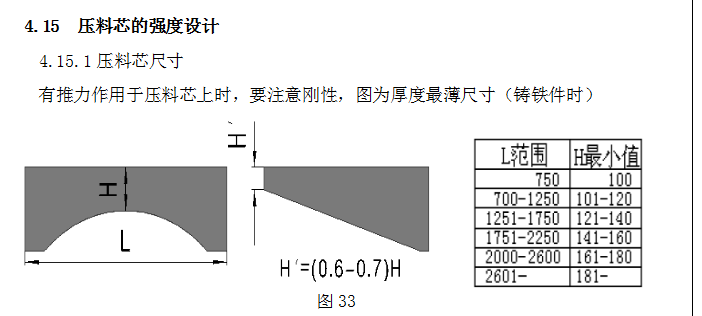 4.15 压料芯的强度设计
4.15.1压料芯尺寸
有推力作用于压料芯上时，要注意刚性，图为厚度最薄尺寸（铸铁件时）
H
L
H′
H′=(0.6-0.7)H
图 33
L范围 H最小值
750 100
700-1250 101-120
1251-1750 121-140
1751-2250 141-160
2000-2600 161-180
2601- 181-